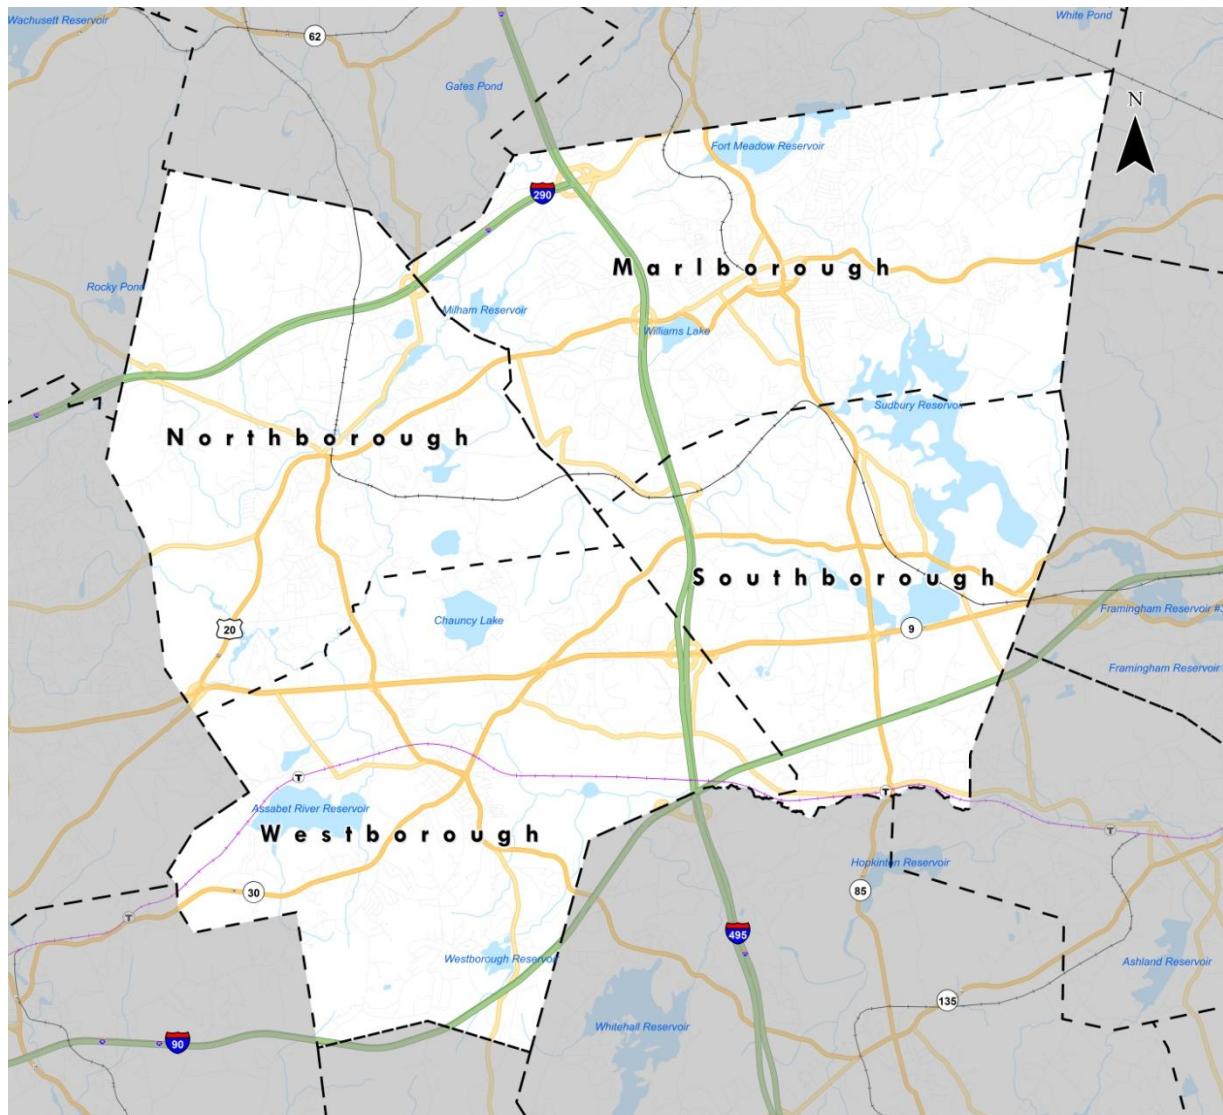 Wachusett Reservoir
White Pond
62
Gates Pond
N
Fort Meadow Reservoir
290
Marlborough
Rocky Pond
Milham Reservoir
Williams Lake
Sudbury Reservoir
Northborough
Southborough
Framingham Reservoir #3
Chauncy Lake
20
9
Framingham Reservoir
T
T
Assabet River Reservoir
T
Westborough
Hopkinton Reservoir
30
85
T
495
Westborough Reservoir
Ashland Reservoir
135
Whitehall Reservoir
90